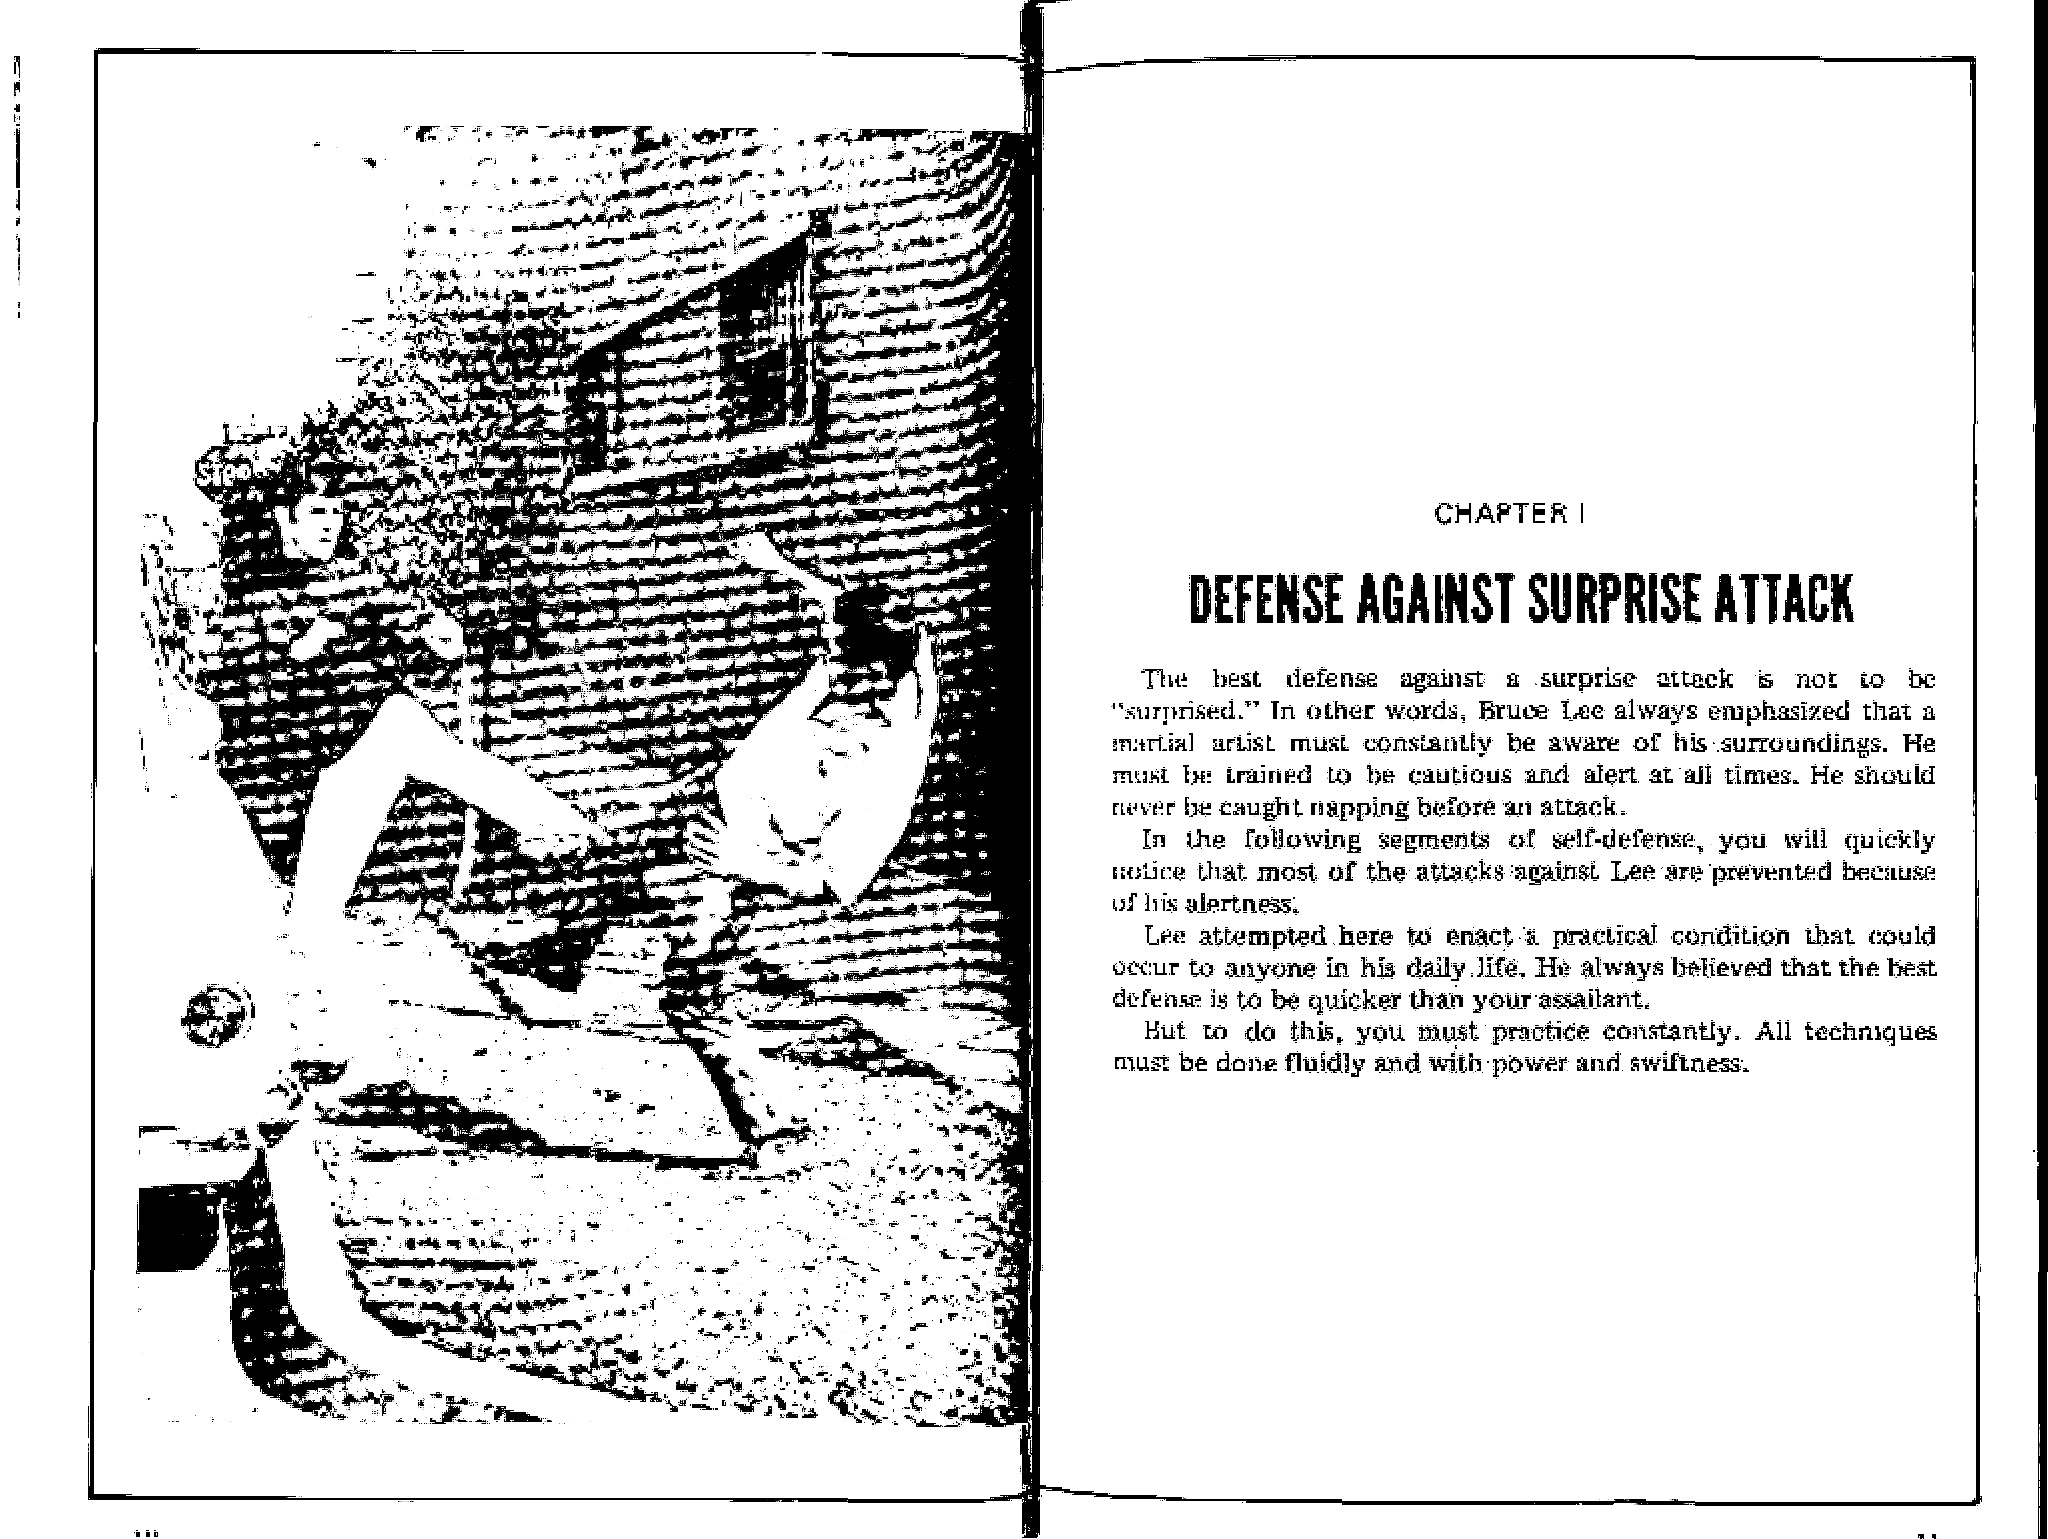 CHAPTER I
DEFENSE AGAINST SURPRISE ATTACK
The best defense against a surprise attack is not to be
“surprised.” In other words, Bruce Lee always emphasized that a
martial artist must constantly be aware of his surroundings. He
must be trained to be cautious and alert at all times. He should
never be caught napping before an attack.
In the following segments of self-defense, you will quickly
notice that most of the attacks against Lee are prevented because
of his alertness.
Lee attempted here to enact a practical condition that could
occur to anyone in his daily life. He always believed that the best
defense is to be quicker than your assailant.
But to do this, you must practice constantly. All techniques
must be done fluidly and with power and swiftness.